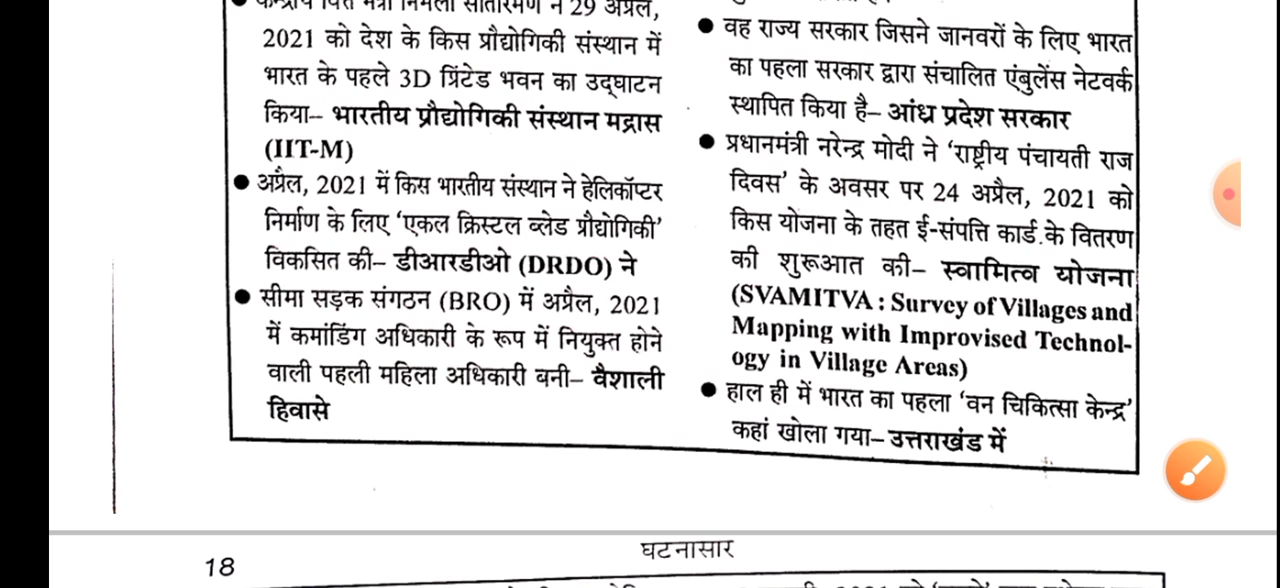 केन्द्रीय वित्त मंत्री निर्मला सीतारमण ने 29 अप्रैल,
2021 को देश के किस प्रौद्योगिकी संस्थान में
भारत के पहले 3D प्रिंटेड भवन का उद्घाटन
किया– भारतीय प्रौद्योगिकी संस्थान मद्रास
(IIT-M)
● अप्रैल, 2021 में किस भारतीय संस्थान ने हेलिकॉप्टर
निर्माण के लिए ‘एकल क्रिस्टल ब्लेड प्रौद्योगिकी’
विकसित की– डीआरडीओ (DRDO) ने
● सीमा सड़क संगठन (BRO) में अप्रैल, 2021
में कमांडिंग अधिकारी के रूप में नियुक्त होने
वाली पहली महिला अधिकारी बनी– वैशाली
हिवासे
● वह राज्य सरकार जिसने जानवरों के लिए भारत
का पहला सरकार द्वारा संचालित एंबुलेंस नेटवर्क
स्थापित किया है– आंध्र प्रदेश सरकार
● प्रधानमंत्री नरेन्द्र मोदी ने ‘राष्ट्रीय पंचायती राज
दिवस’ के अवसर पर 24 अप्रैल, 2021 को
किस योजना के तहत ई-संपत्ति कार्ड के वितरण
की शुरूआत की– स्वामित्व योजना
(SVAMITVA : Survey of Villages and
Mapping with Improvised Technol-
ogy in Village Areas)
● हाल ही में भारत का पहला ‘वन चिकित्सा केन्द्र’
कहां खोला गया– उत्तराखंड में
18
घटनासार